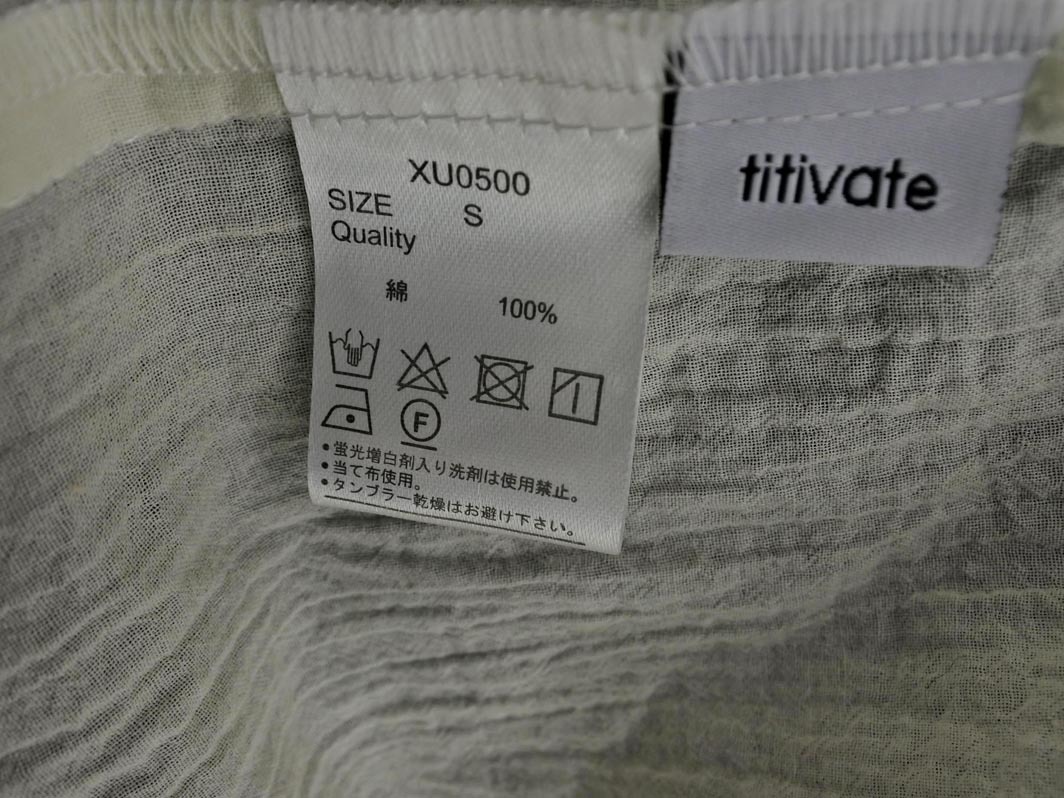 XU0500
SIZE S
Quality
綿 100%
F
•蛍光増白剤入り洗剤は使用禁止。
•当て布使用。
•タンブラー乾燥はお避け下さい。
titivate